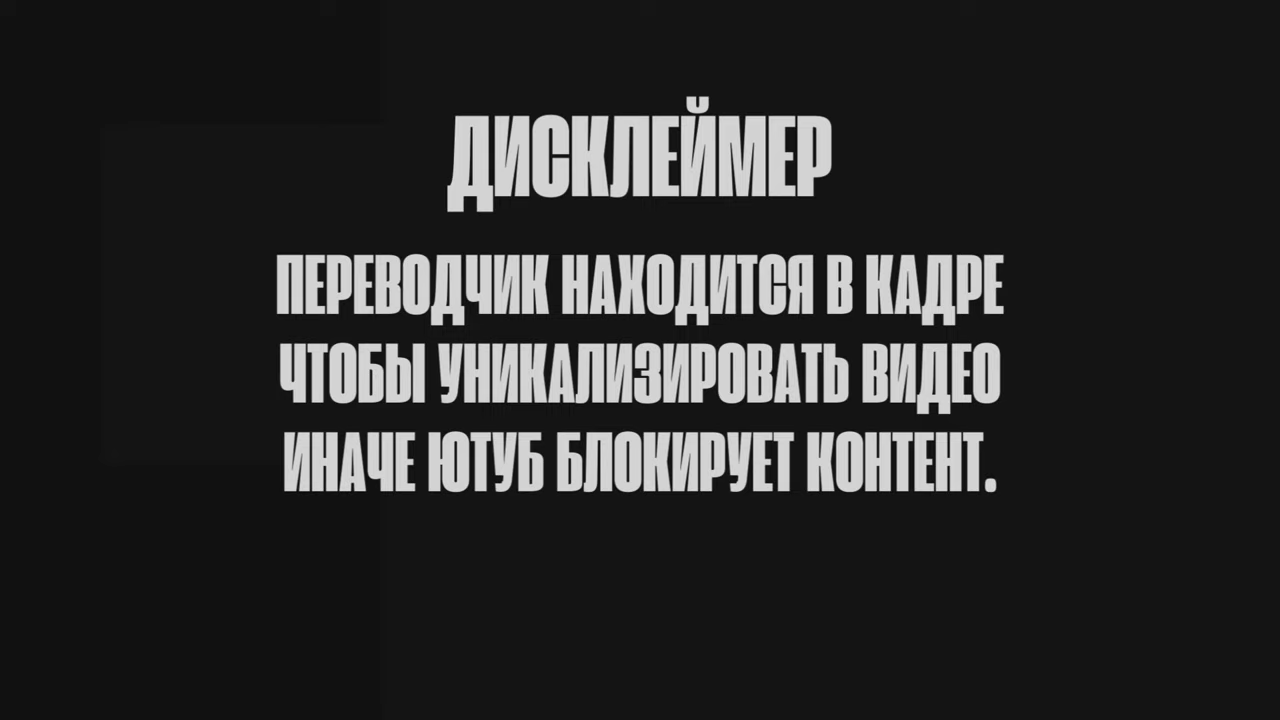 ДИСКЛЕЙМЕР
ПЕРЕВОДЧИК НАХОДИТСЯ В КАДРЕ
ЧТОБЫ УНИКАЛИЗИРОВАТЬ ВИДЕО
ИНАЧЕ ЮТУБ БЛОКИРУЕТ КОНТЕНТ.